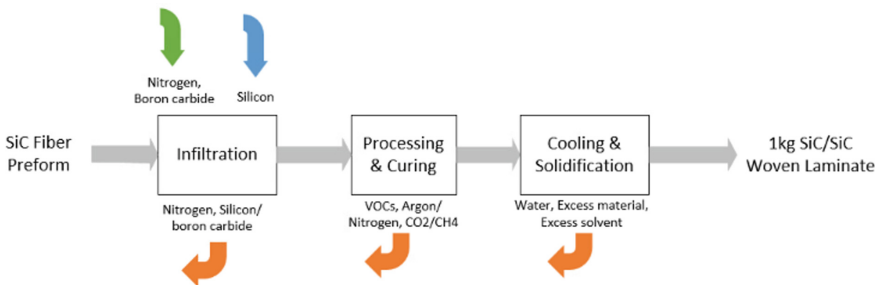 Nitrogen,
Boron carbide
Silicon
SiC Fiber
Preform
Infiltration
Processing
& Curing
Cooling &
Solidification
1kg SiC/SiC
Woven Laminate
Nitrogen, Silicon/
boron carbide
VOCs, Argon/
Nitrogen, CO2/CH4
Water, Excess material,
Excess solvent